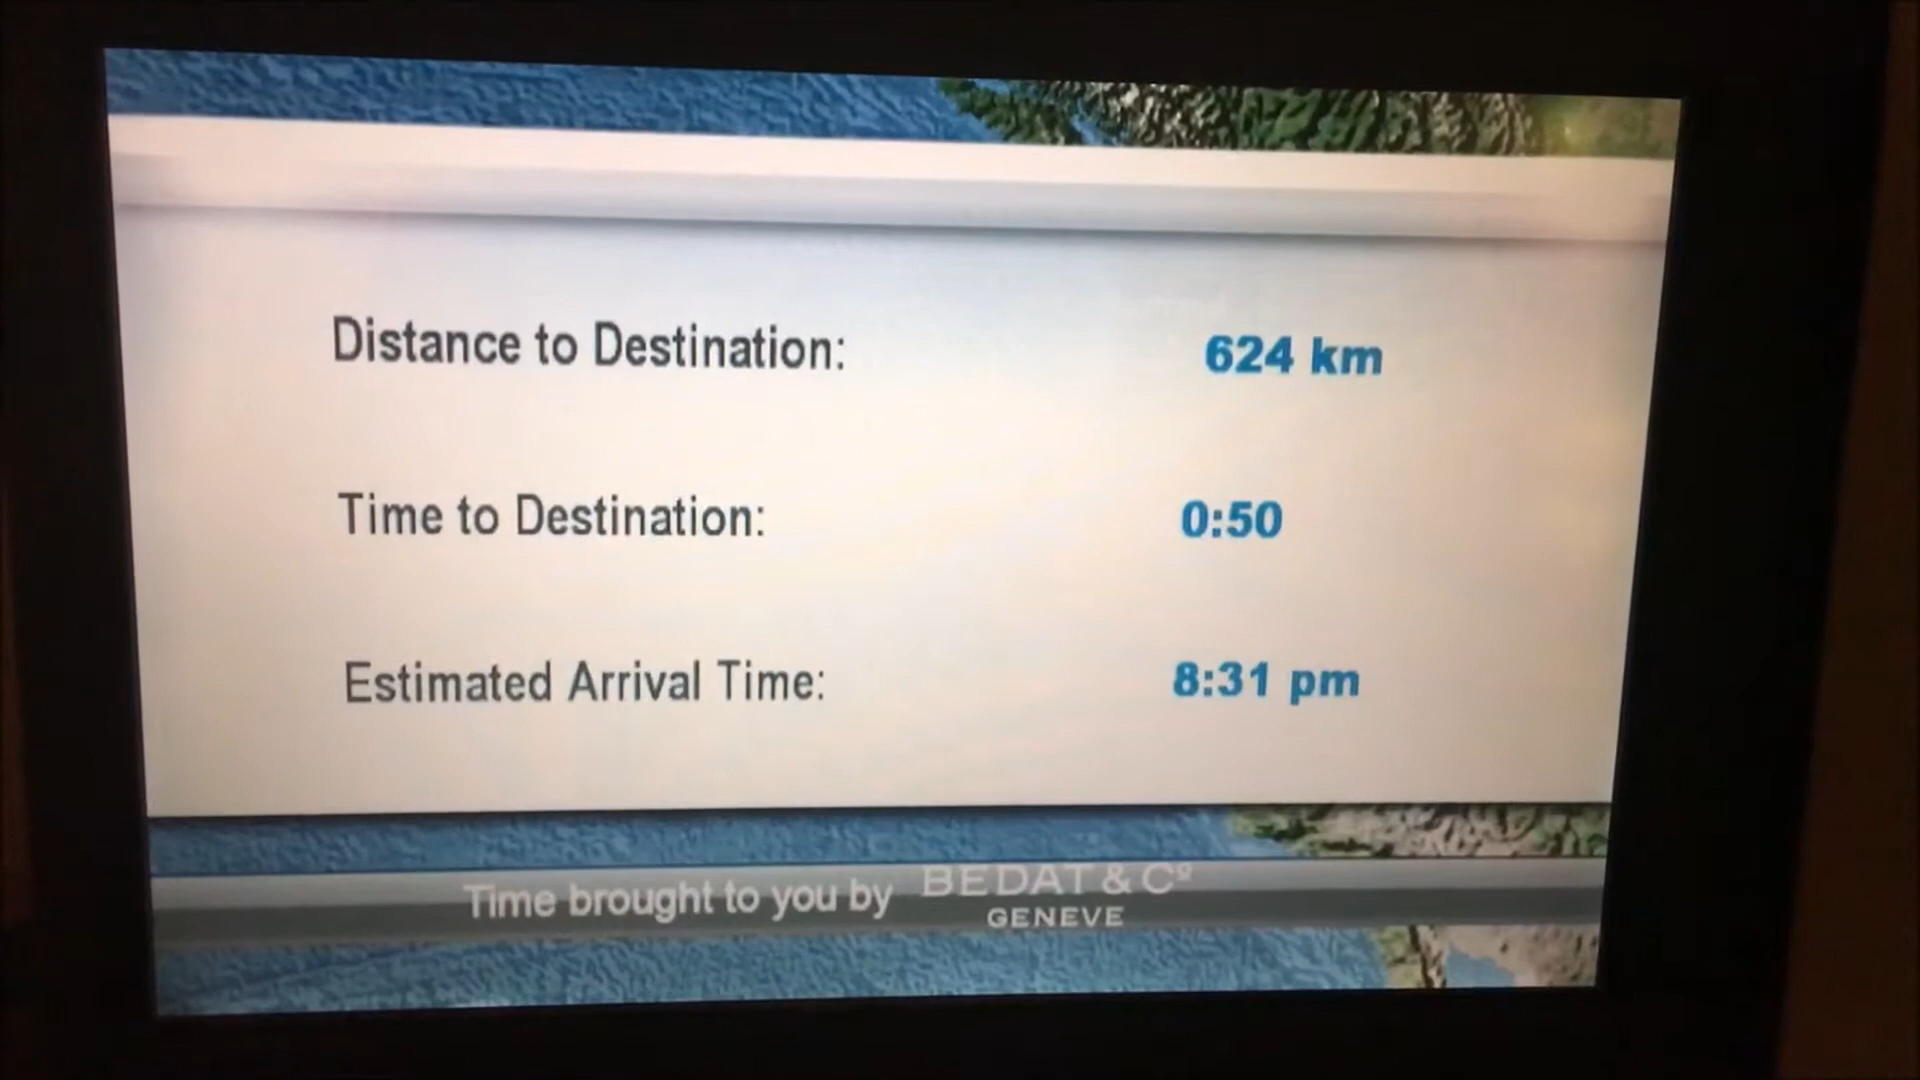 Distance to Destination: 624 km
Time to Destination: 0:50
Estimated Arrival Time: 8:31 pm
Time brought to you by BEDAT & Cº
GENEVE